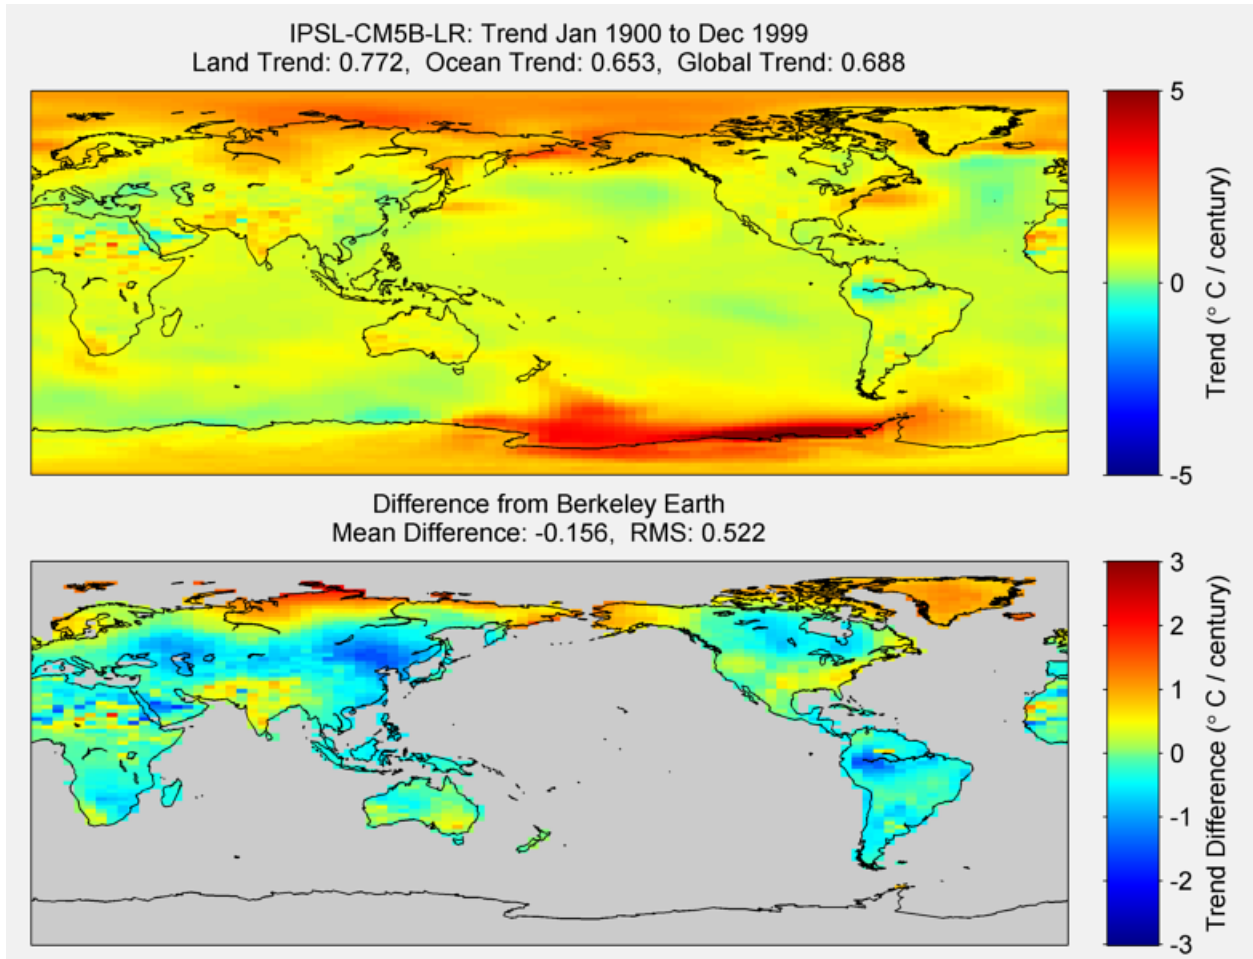 IPSL-CM5B-LR: Trend Jan 1900 to Dec 1999
Land Trend: 0.772, Ocean Trend: 0.653, Global Trend: 0.688
5
0
-5
Trend (° C / century)
Difference from Berkeley Earth
Mean Difference: -0.156, RMS: 0.522
3
2
1
0
-1
-2
-3
Trend Difference (° C / century)